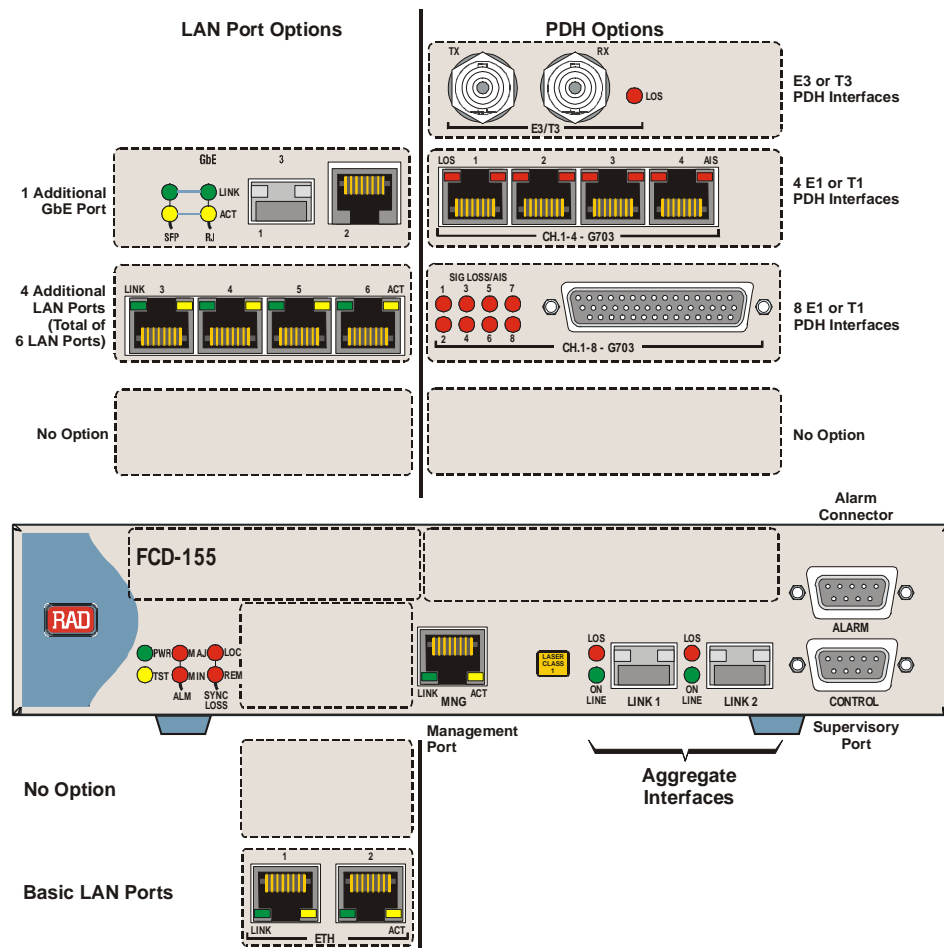 LAN Port Options
PDH Options
TX
RX
LOS
E3/T3
E3 or T3
PDH Interfaces
1 Additional
GbE Port
GbE
3
LINK
ACT
SFP
RJ
1
2
LOS
1
2
3
4
AIS
CH.1-4 - G703
4 E1 or T1
PDH Interfaces
4 Additional
LAN Ports
(Total of
6 LAN Ports)
LINK
3
4
5
6
ACT
SIG LOSS/AIS
1
3
5
7
2
4
6
8
CH.1-8 - G703
8 E1 or T1
PDH Interfaces
No Option
No Option
Alarm
Connector
FCD-155
RAD
PWR
MAJ
LOC
TST
MIN
REM
ALM
SYNC
LOSS
LINK
ACT
MNG
LASER
CLASS
1
LOS
ON
LINE
LINK 1
LOS
ON
LINE
LINK 2
ALARM
CONTROL
Management
Port
Aggregate
Interfaces
Supervisory
Port
No Option
Basic LAN Ports
1
2
LINK
ETH
ACT